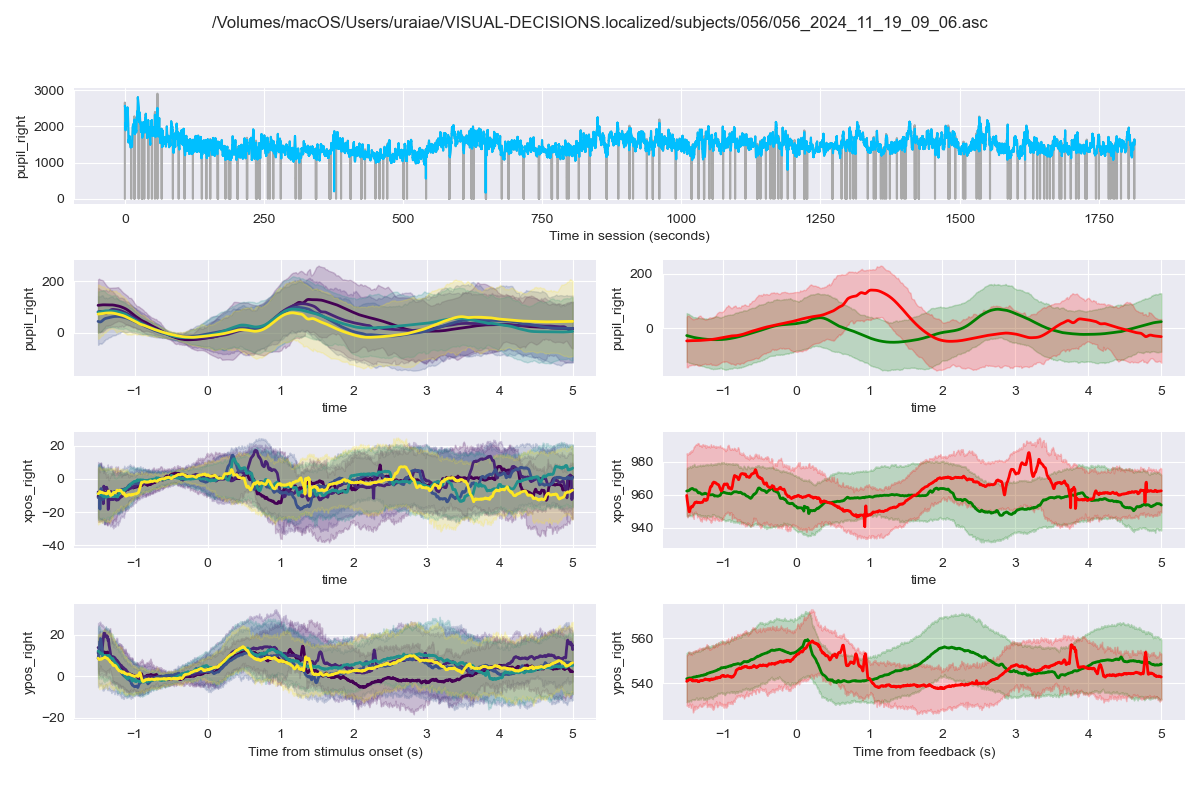 /Volumes/macOS/Users/uraiae/VISUAL-DECISIONS.localized/subjects/056/056_2024_11_19_09_06.asc
pupil_right
3000
2000
1000
0
0 250 500 750 1000 1250 1500 1750
Time in session (seconds)
pupil_right
200
0
−1 0 1 2 3 4 5
time
pupil_right
200
0
−1 0 1 2 3 4 5
time
xpos_right
20
0
−20
−40
−1 0 1 2 3 4 5
time
xpos_right
980
960
940
−1 0 1 2 3 4 5
time
ypos_right
20
0
−20
−1 0 1 2 3 4 5
Time from stimulus onset (s)
ypos_right
560
540
−1 0 1 2 3 4 5
Time from feedback (s)